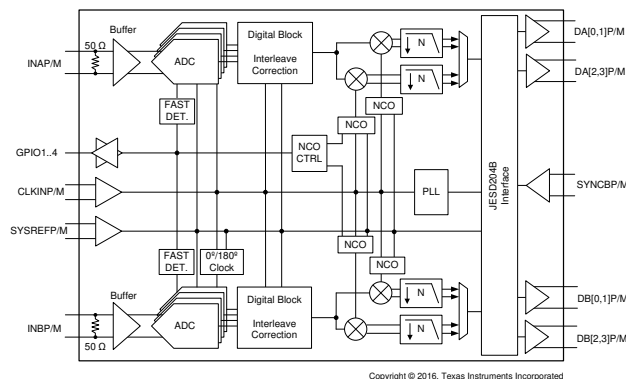 Buffer
Digital Block
Interleave
Correction
50 Ω
INAP/M
ADC
N
N
DA[0,1]P/M
DA[2,3]P/M
FAST
DET.
NCO
NCO
GPIO1..4
NCO
CTRL
CLKINP/M
PLL
JESD204B
Interface
SYNCBP/M
SYSREFP/M
FAST
DET.
0º/180º
Clock
NCO
NCO
Buffer
Digital Block
Interleave
Correction
ADC
INBP/M
50 Ω
N
N
DB[0,1]P/M
DB[2,3]P/M
Copyright © 2016, Texas Instruments Incorporated